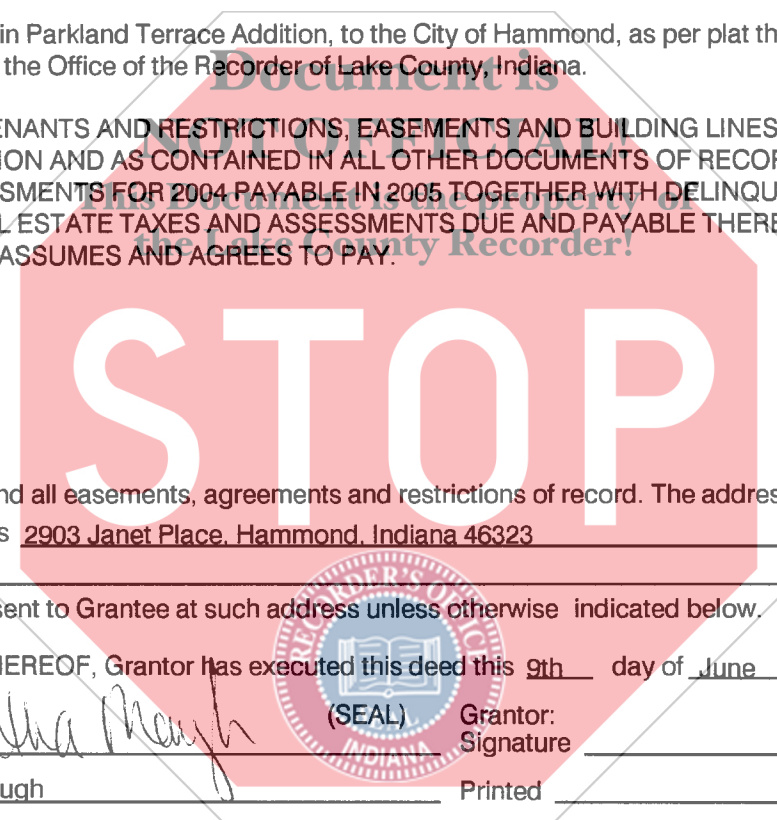 in Parkland Terrace Addition, to the City of Hammond, as per plat th
the Office of the Recorder of Lake County, Indiana.
Document is
ENANTS AND RESTRICTIONS, EASEMENTS AND BUILDING LINES
NOT OFFICIAL!
ION AND AS CONTAINED IN ALL OTHER DOCUMENTS OF RECOR
SMENTS FOR 2004 PAYABLE IN 2005 TOGETHER WITH DELINQU
This Document is the property of
L ESTATE TAXES AND ASSESSMENTS DUE AND PAYABLE THERE
the Lake County Recorder!
ASSUMES AND AGREES TO PAY.
STOP
nd all easements, agreements and restrictions of record. The addres
s 2903 Janet Place, Hammond, Indiana 46323
RECORDER'S OFFICE
sent to Grantee at such address unless otherwise indicated below.
HEREOF, Grantor has executed this deed this 9th day of June
(SEAL) Grantor:
Signature
INDIANA
ugh Printed